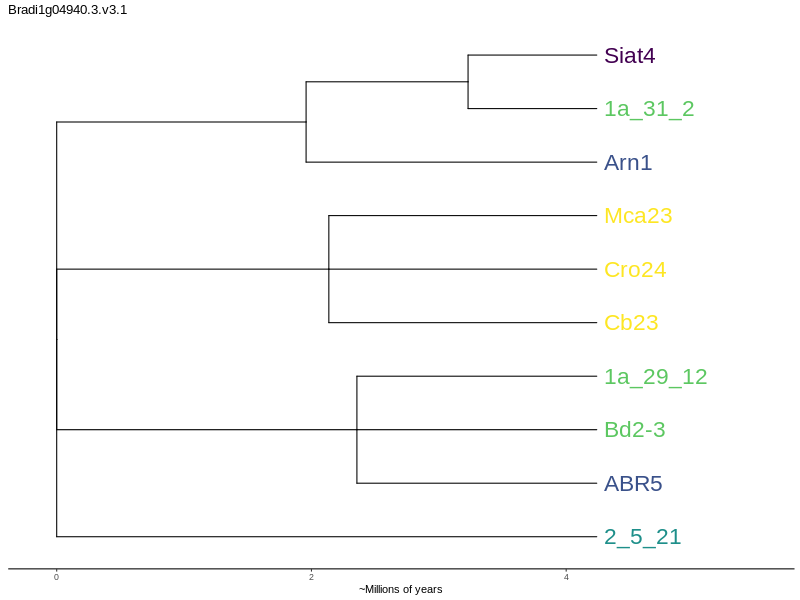 Bradi1g04940.3.v3.1
Siat4
1a_31_2
Arn1
Mca23
Cro24
Cb23
1a_29_12
Bd2-3
ABR5
2_5_21
0 2 4
~Millions of years